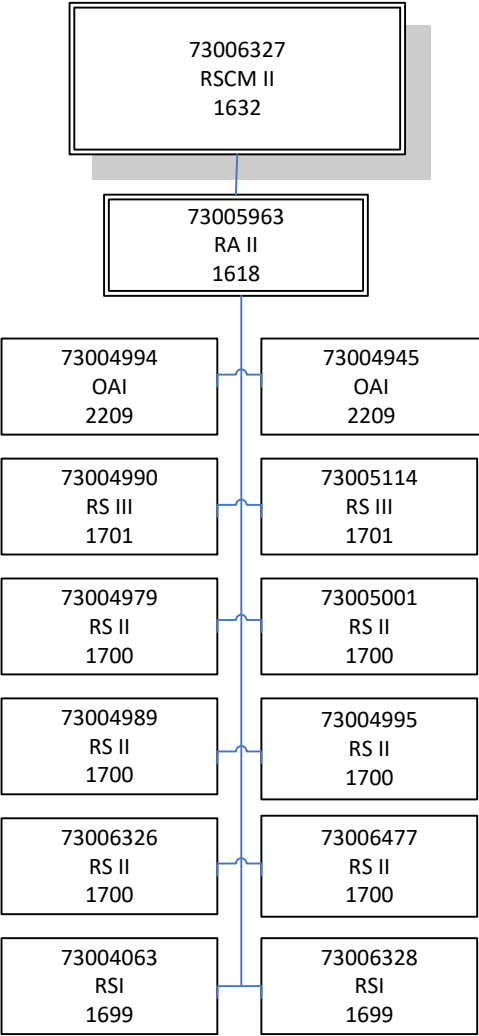 73006327
RSCM II
1632
73005963
RA II
1618
73004994
OAI
2209
73004945
OAI
2209
73004990
RS III
1701
73005114
RS III
1701
73004979
RS II
1700
73005001
RS II
1700
73004989
RS II
1700
73004995
RS II
1700
73006326
RS II
1700
73006477
RS II
1700
73004063
RSI
1699
73006328
RSI
1699